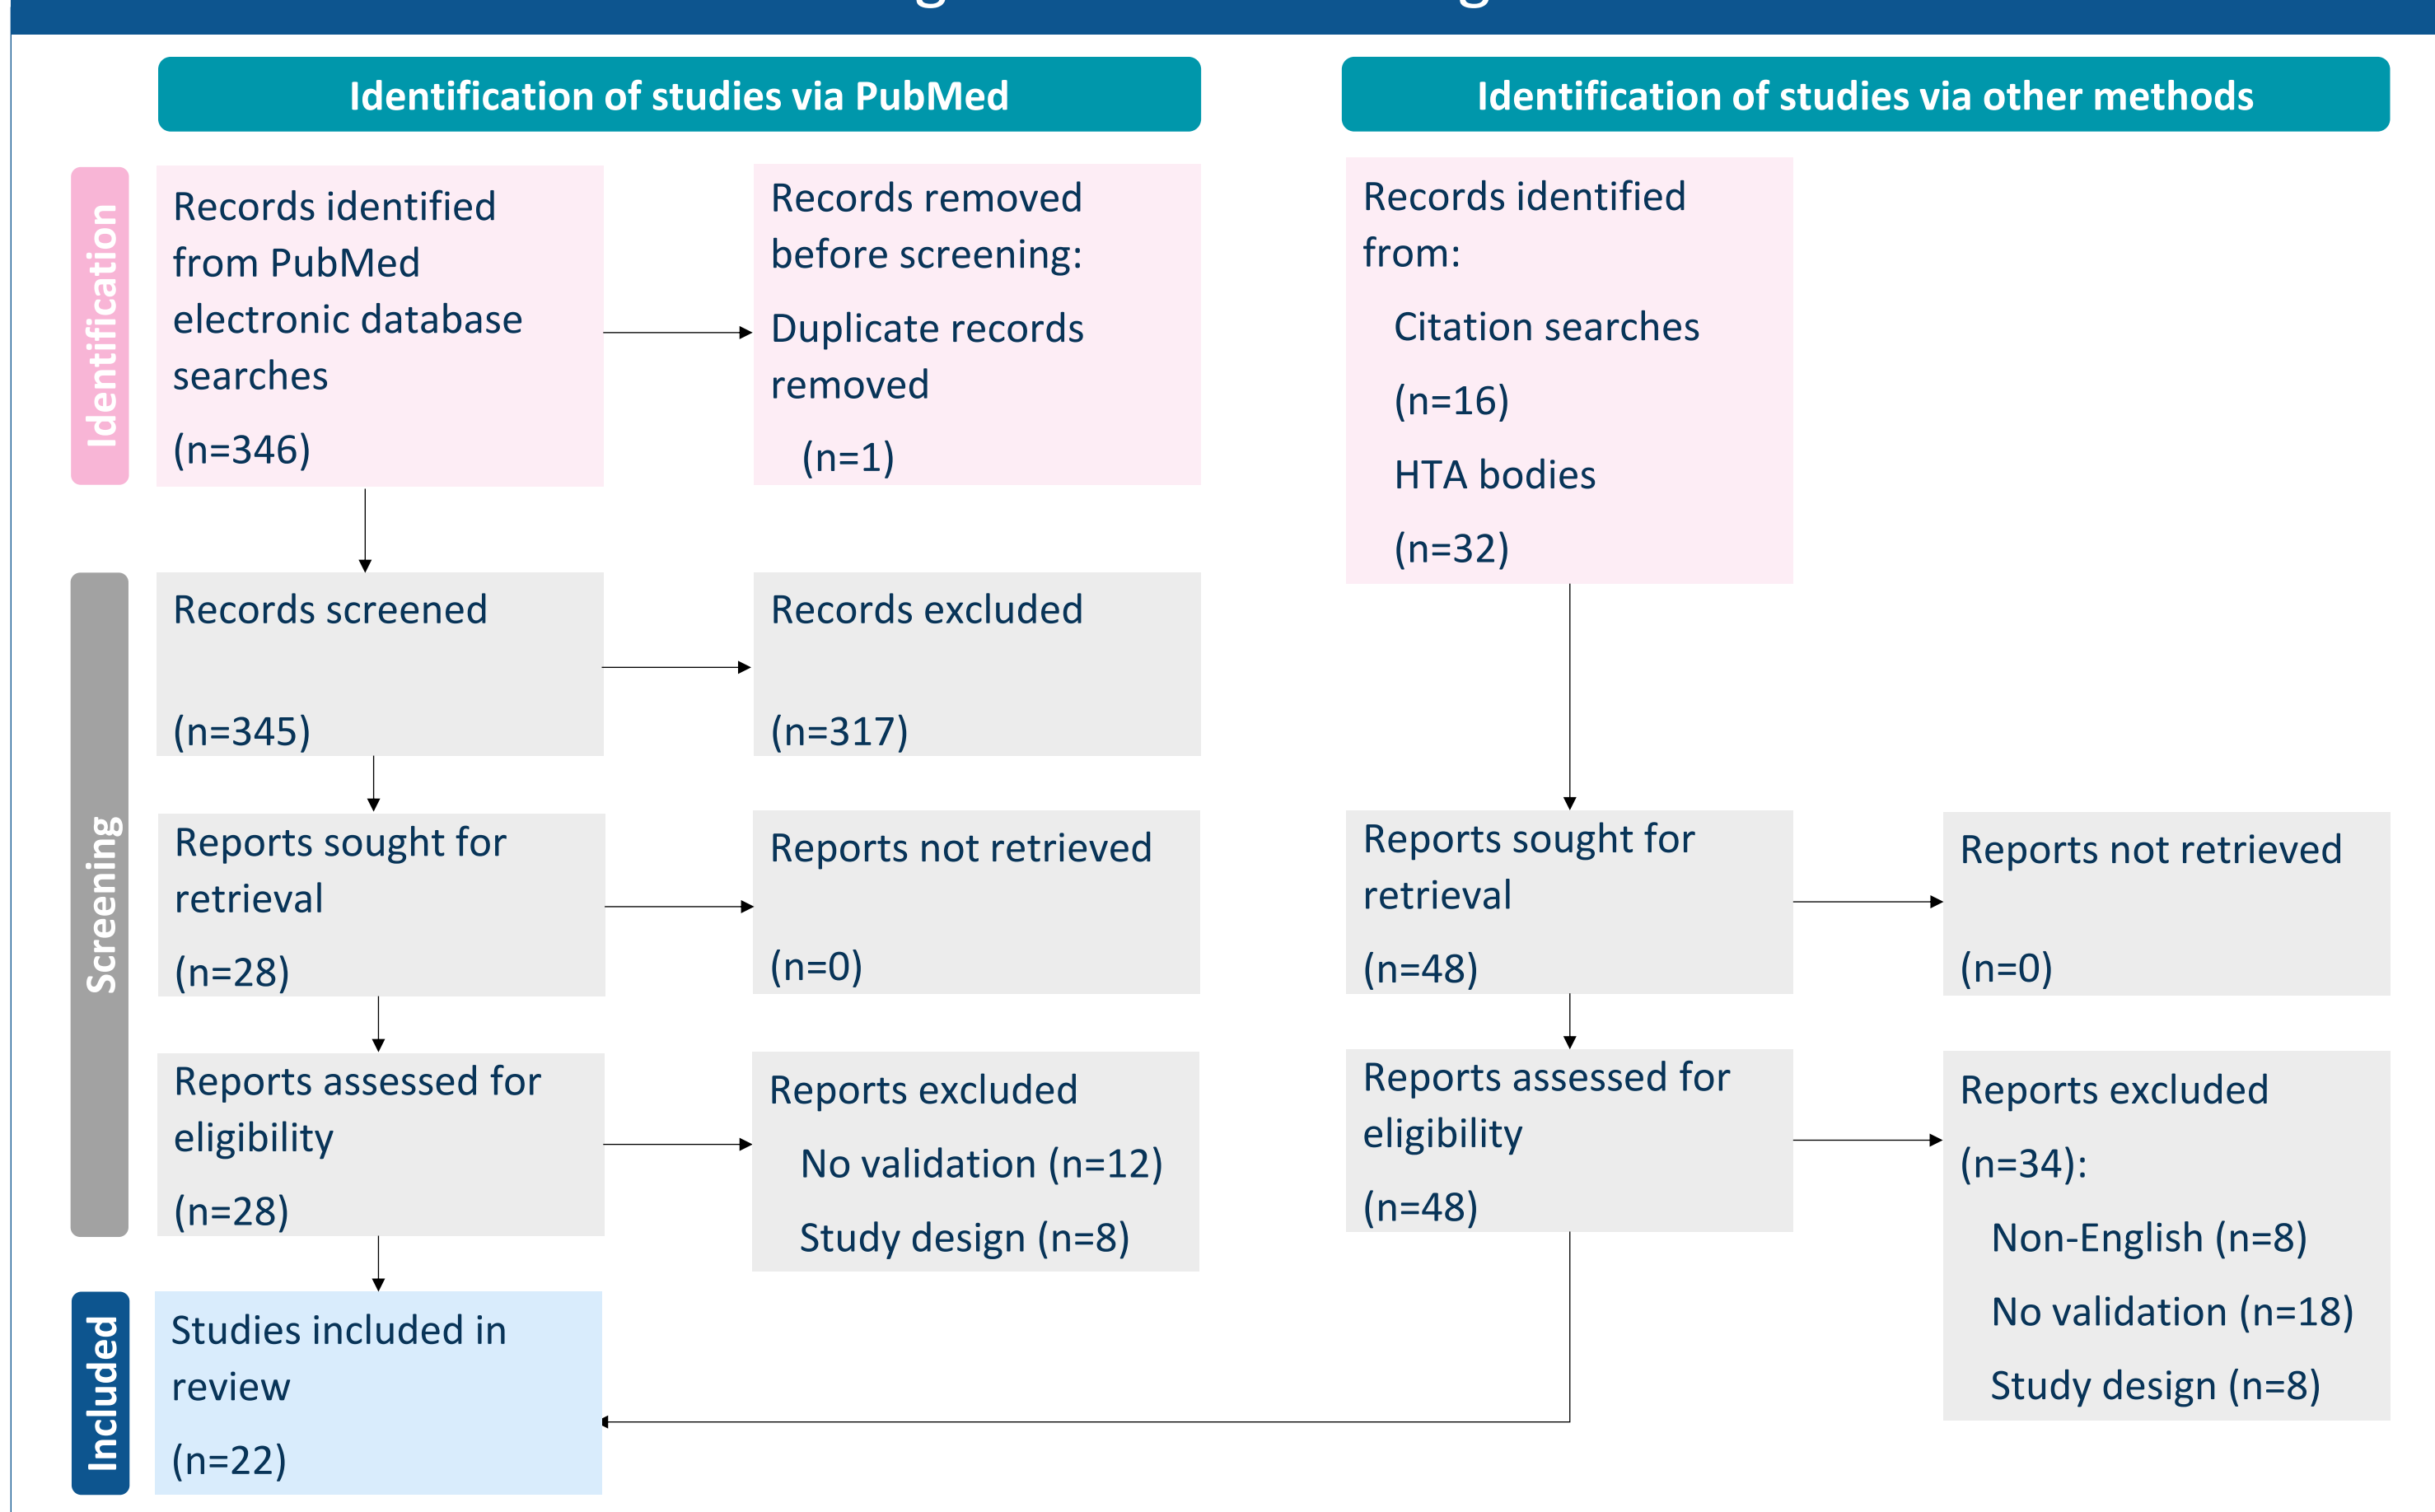 Identification of studies via PubMed
Identification of studies via other methods
Identification
Records identified
from PubMed
electronic database
searches
(n=346)
Records removed
before screening:
Duplicate records
removed
(n=1)
Records identified
from:
Citation searches
(n=16)
HTA bodies
(n=32)
Screening
Records screened
(n=345)
Records excluded
(n=317)
Reports sought for
retrieval
(n=28)
Reports not retrieved
(n=0)
Reports sought for
retrieval
(n=48)
Reports not retrieved
(n=0)
Reports assessed for
eligibility
(n=28)
Reports excluded
No validation (n=12)
Study design (n=8)
Reports assessed for
eligibility
(n=48)
Reports excluded
(n=34):
Non-English (n=8)
No validation (n=18)
Study design (n=8)
Included
Studies included in
review
(n=22)